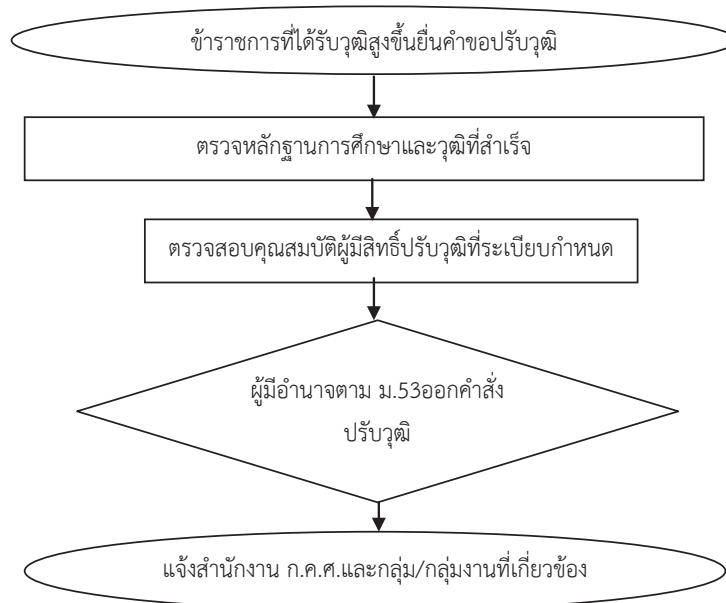 ข้าราชการที่ได้รับวุฒิสูงขึ้นยื่นคำขอปรับวุฒิ
ตรวจหลักฐานการศึกษาและวุฒิที่สำเร็จ
ตรวจสอบคุณสมบัติผู้มีสิทธิ์ปรับวุฒิที่ระเบียบกำหนด
ผู้มีอำนาจตาม ม.53ออกคำสั่ง
ปรับวุฒิ
แจ้งสำนักงาน ก.ค.ศ.และกลุ่ม/กลุ่มงานที่เกี่ยวข้อง